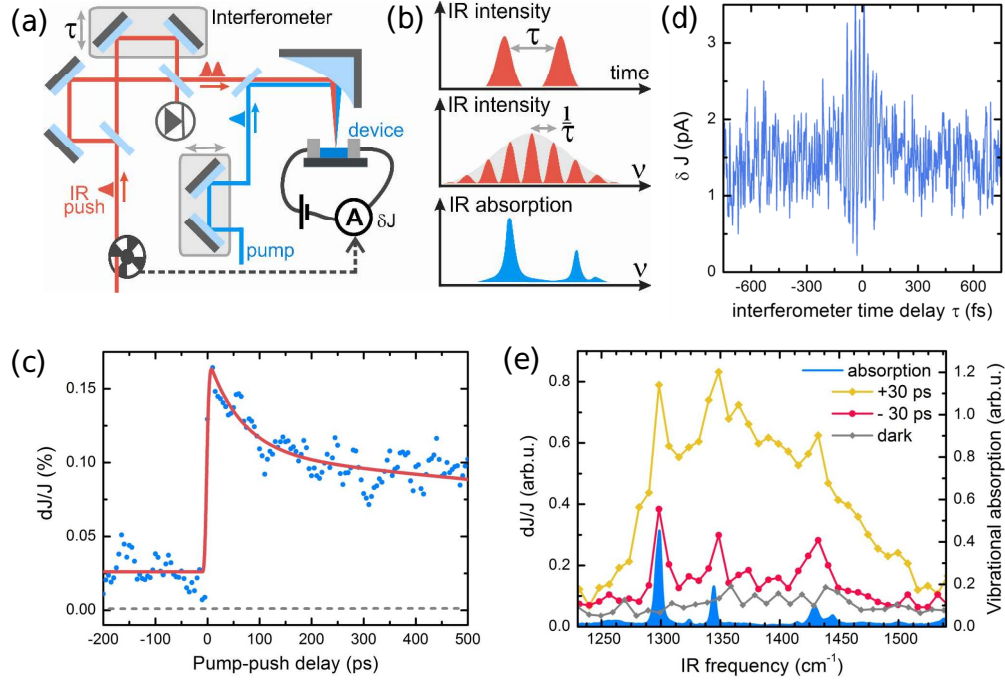 (a)
Interferometer
τ
device
IR
push
pump
A
δJ
(b)
IR intensity
τ
time
IR intensity
1
τ
ν
IR absorption
ν
(d)
δ J (pA)
3
2
1
0
-600 -300 0 300 600
interferometer time delay τ (fs)
(c)
dJ/J (%)
0.15
0.10
0.05
0.00
-200 -100 0 100 200 300 400 500
Pump-push delay (ps)
(e)
dJ/J (arb.u.)
0.8
0.6
0.4
0.2
0.0
absorption
+30 ps
- 30 ps
dark
1.2
1.0
0.8
0.6
0.4
0.2
0.0
Vibrational absorption (arb.u.)
1250 1300 1350 1400 1450 1500
IR frequency (cm⁻¹)